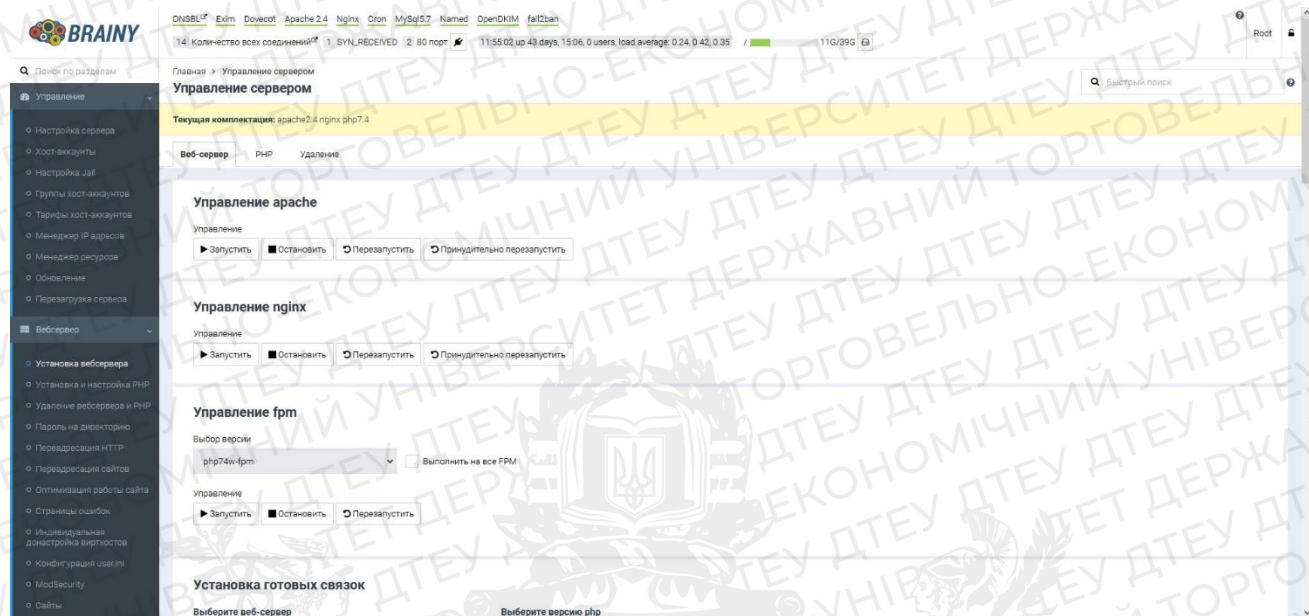 BRAINY
DNSBL Exim Dovecot Apache 2.4 Nginx Cron MySql5.7 Named OpenDKIM fail2ban
14 Количество всех соединений 1 SYN_RECEIVED 2 80 порт 11:55:02 up 43 days, 15:06, 0 users, load average: 0.24, 0.42, 0.35 / 11G/39G
Root
Поиск по разделам
Управление
Настройка сервера
Хост-аккаунты
Настройка Jail
Группы хост-аккаунтов
Тарифы хост-аккаунтов
Менеджер IP адресов
Менеджер ресурсов
Обновление
Перезагрузка сервера
Вебсервер
Установка вебсервера
Установка и настройка PHP
Удаление вебсервера и PHP
Пароль на директорию
Переадресация HTTP
Переадресация сайтов
Оптимизация работы сайта
Страницы ошибок
Индивидуальная
донастройка виртхостов
Конфигурация user.ini
ModSecurity
Сайты
Главная > Управление сервером
Управление сервером
Быстрый поиск
Текущая комплектация: apache2.4 nginx php7.4
Веб-сервер PHP Удаление
Управление apache
Управление
Запустить Остановить Перезапустить Принудительно перезапустить
Управление nginx
Управление
Запустить Остановить Перезапустить Принудительно перезапустить
Управление fpm
Выбор версии
php74w-fpm Выполнить на все FPM
Управление
Запустить Остановить Перезапустить
Установка готовых связок
Выберите веб-сервер Выберите версию php